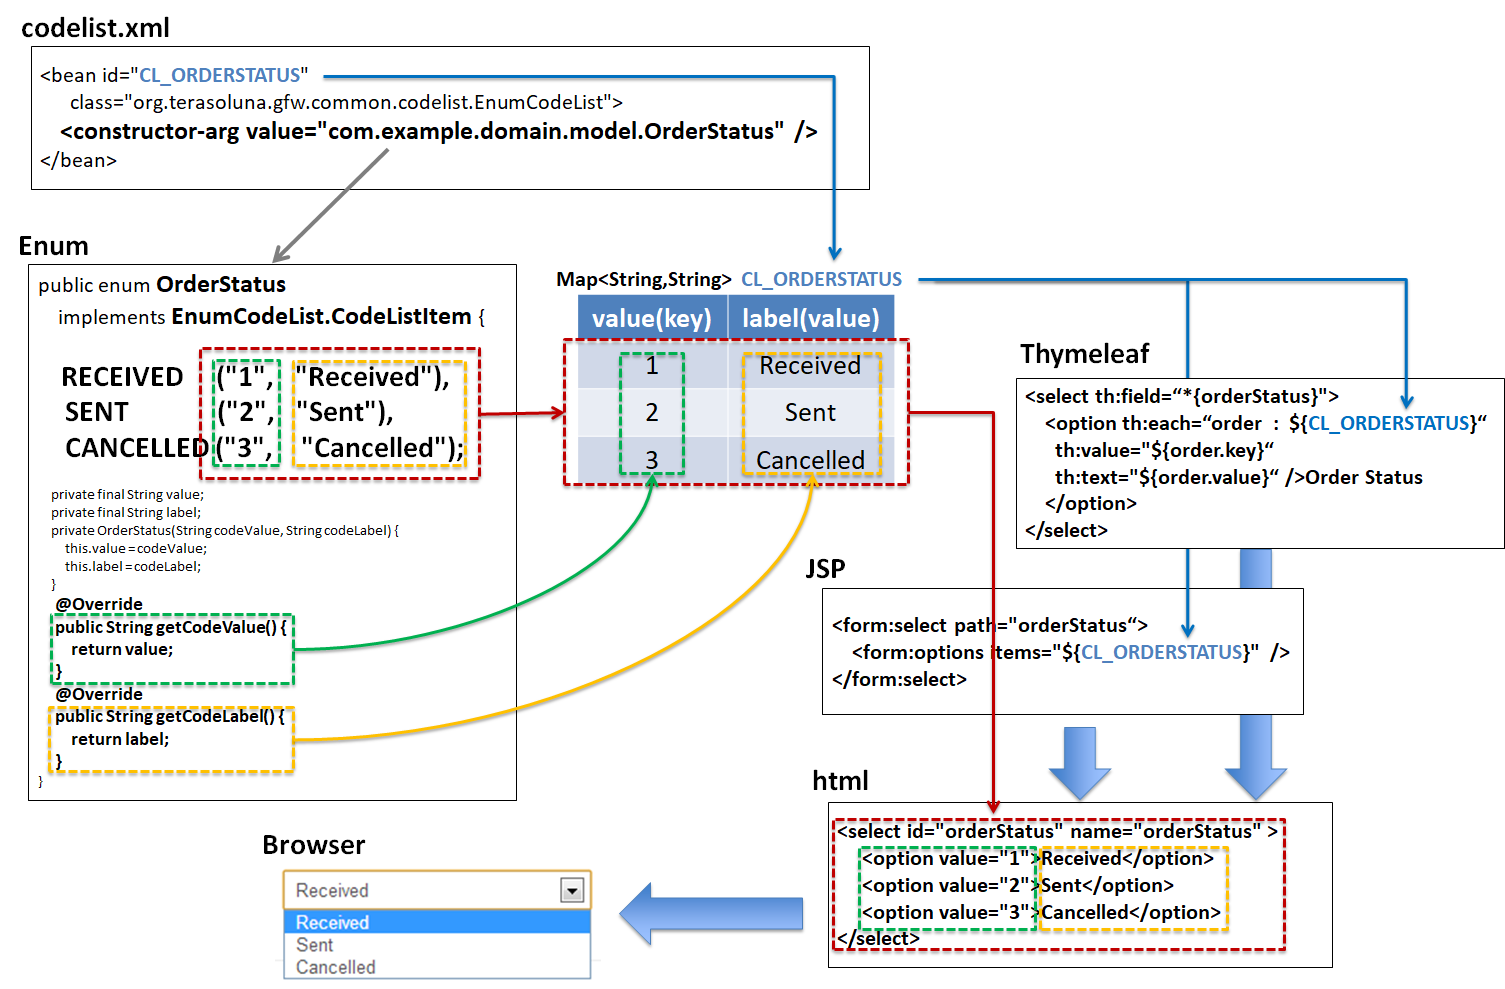 codelist.xml
<bean id="CL_ORDERSTATUS"
class="org.terasoluna.gfw.common.codelist.EnumCodeList">
<constructor-arg value="com.example.domain.model.OrderStatus" />
</bean>
Enum
public enum OrderStatus
implements EnumCodeList.CodeListItem {
RECEIVED ("1", "Received"),
SENT ("2", "Sent"),
CANCELLED ("3", "Cancelled");
private final String value;
private final String label;
private OrderStatus(String codeValue, String codeLabel) {
this.value = codeValue;
this.label = codeLabel;
}
@Override
public String getCodeValue() {
return value;
}
@Override
public String getCodeLabel() {
return label;
}
}
Map<String,String> CL_ORDERSTATUS
value(key) label(value)
1 Received
2 Sent
3 Cancelled
Thymeleaf
<select th:field=“*{orderStatus}">
<option th:each=“order : ${CL_ORDERSTATUS}“
th:value="${order.key}“
th:text="${order.value}“ />Order Status
</option>
</select>
JSP
<form:select path="orderStatus“>
<form:options items="${CL_ORDERSTATUS}" />
</form:select>
html
<select id="orderStatus" name="orderStatus" >
<option value="1">Received</option>
<option value="2">Sent</option>
<option value="3">Cancelled</option>
</select>
Browser
Received
Received
Sent
Cancelled